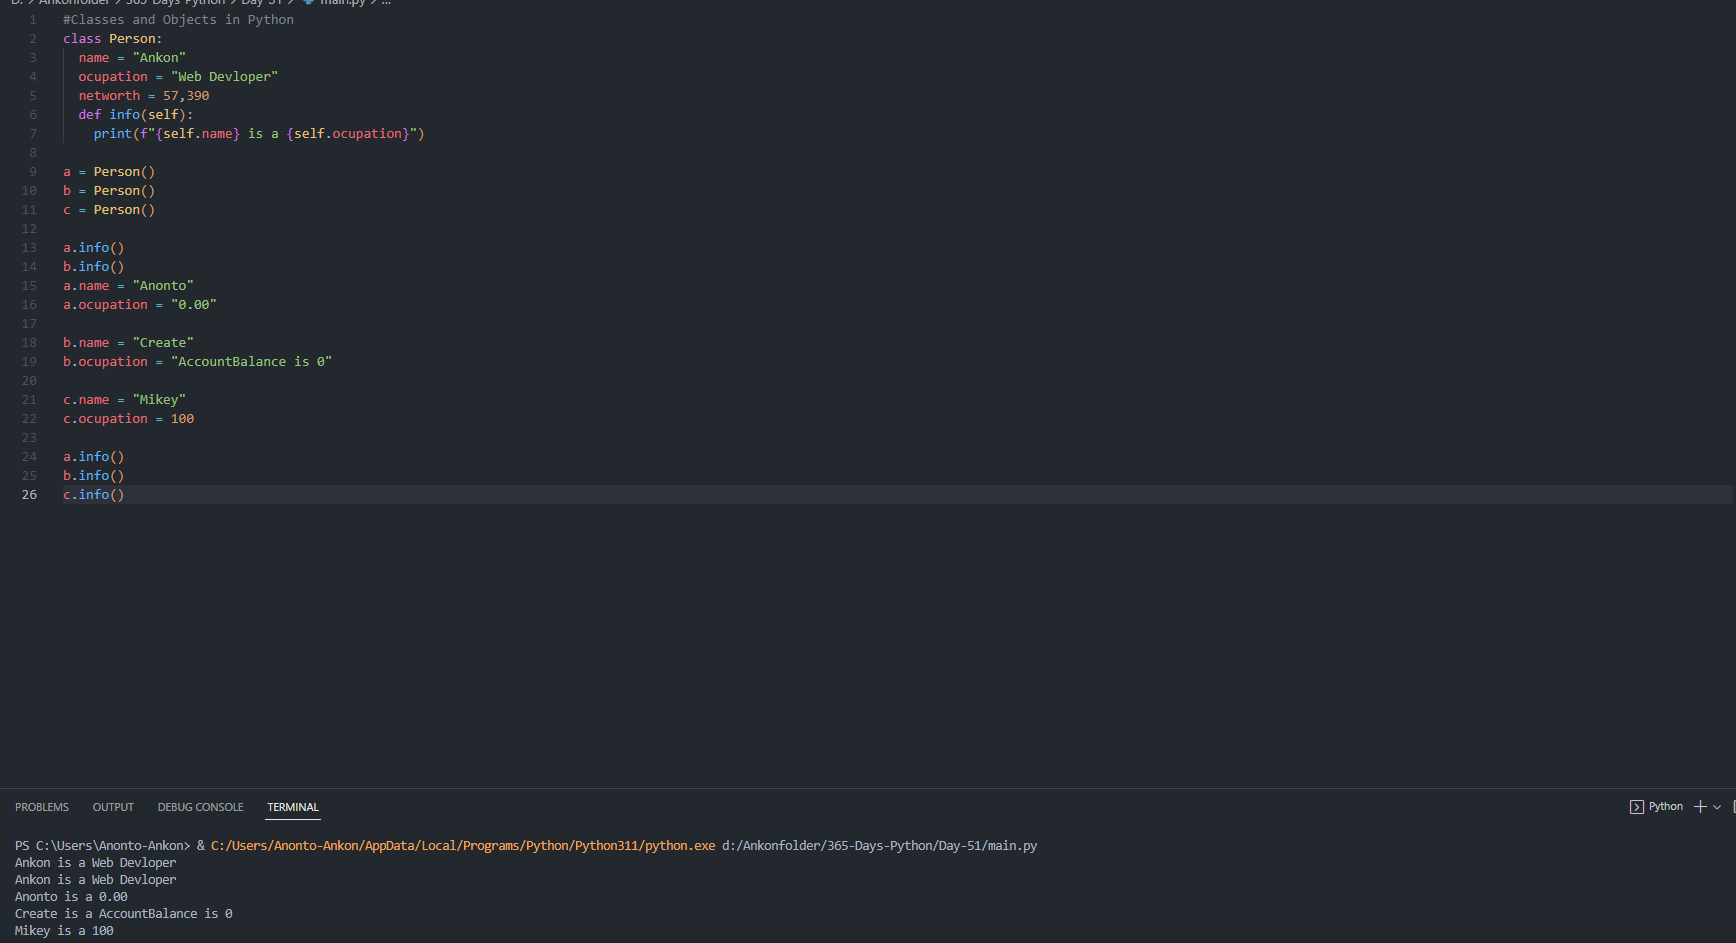 D: > Ankonfolder > 365-Days-Python > Day-51 > main.py > ...
1 #Classes and Objects in Python
2 class Person:
3 name = "Ankon"
4 ocupation = "Web Devloper"
5 networth = 57,390
6 def info(self):
7 print(f"{self.name} is a {self.ocupation}")
8
9 a = Person()
10 b = Person()
11 c = Person()
12
13 a.info()
14 b.info()
15 a.name = "Anonto"
16 a.ocupation = "0.00"
17
18 b.name = "Create"
19 b.ocupation = "AccountBalance is 0"
20
21 c.name = "Mikey"
22 c.ocupation = 100
23
24 a.info()
25 b.info()
26 c.info()
PROBLEMS OUTPUT DEBUG CONSOLE TERMINAL Python
PS C:\Users\Anonto-Ankon> & C:/Users/Anonto-Ankon/AppData/Local/Programs/Python/Python311/python.exe d:/Ankonfolder/365-Days-Python/Day-51/main.py
Ankon is a Web Devloper
Ankon is a Web Devloper
Anonto is a 0.00
Create is a AccountBalance is 0
Mikey is a 100